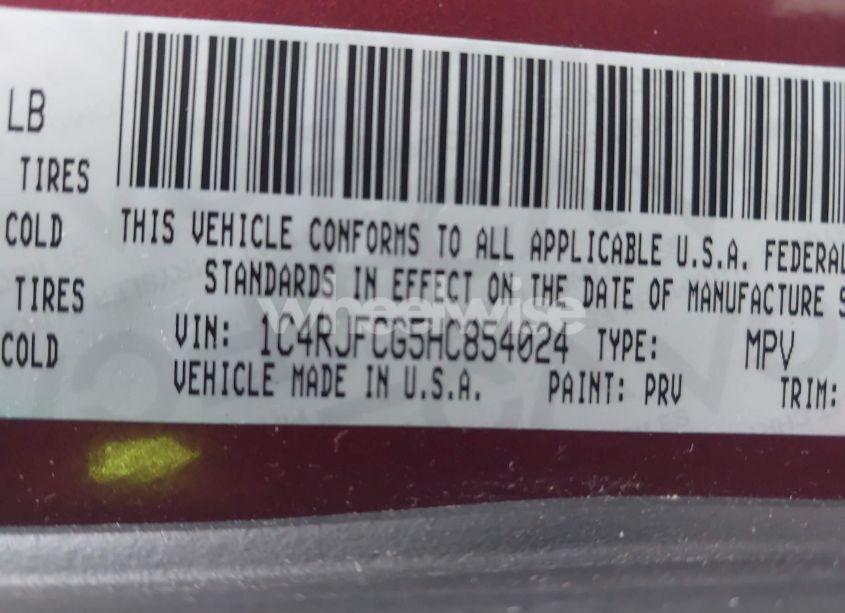 LB
TIRES
COLD
TIRES
COLD
THIS VEHICLE CONFORMS TO ALL APPLICABLE U.S.A. FEDERAL
STANDARDS IN EFFECT ON THE DATE OF MANUFACTURE S
VIN: 1C4RJFCG5HC854024 TYPE: MPV
VEHICLE MADE IN U.S.A. PAINT: PRV TRIM:
wheelwise